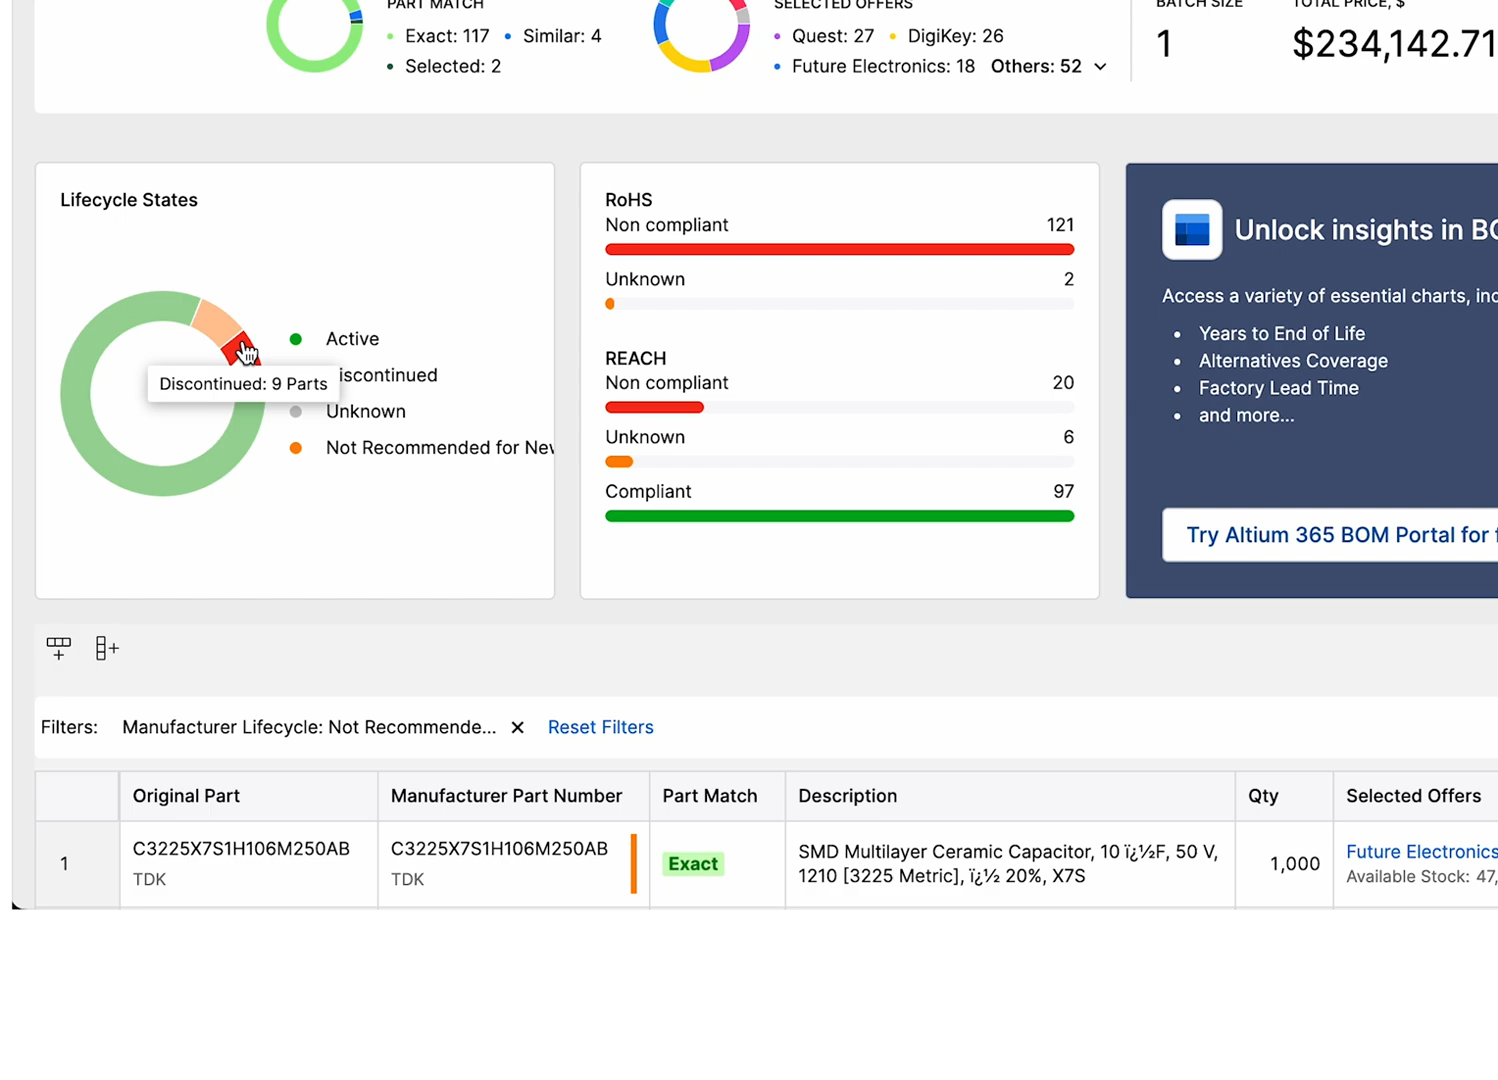 PART MATCH
Exact: 117 Similar: 4
Selected: 2
SELECTED OFFERS
Quest: 27 DigiKey: 26
Future Electronics: 18 Others: 52
BATCH SIZE
1
TOTAL PRICE, $
$234,142.71
Lifecycle States
Active
Discontinued: 9 Parts
iscontinued
Unknown
Not Recommended for Nev
RoHS
Non compliant 121
Unknown 2
REACH
Non compliant 20
Unknown 6
Compliant 97
Unlock insights in BO
Access a variety of essential charts, inc
• Years to End of Life
• Alternatives Coverage
• Factory Lead Time
• and more...
Try Altium 365 BOM Portal for f
Filters: Manufacturer Lifecycle: Not Recommende... × Reset Filters
Original Part Manufacturer Part Number Part Match Description Qty Selected Offers
1
C3225X7S1H106M250AB
TDK
C3225X7S1H106M250AB
TDK
Exact
SMD Multilayer Ceramic Capacitor, 10 ï¿½F, 50 V,
1210 [3225 Metric], ï¿½ 20%, X7S
1,000
Future Electronics
Available Stock: 47,